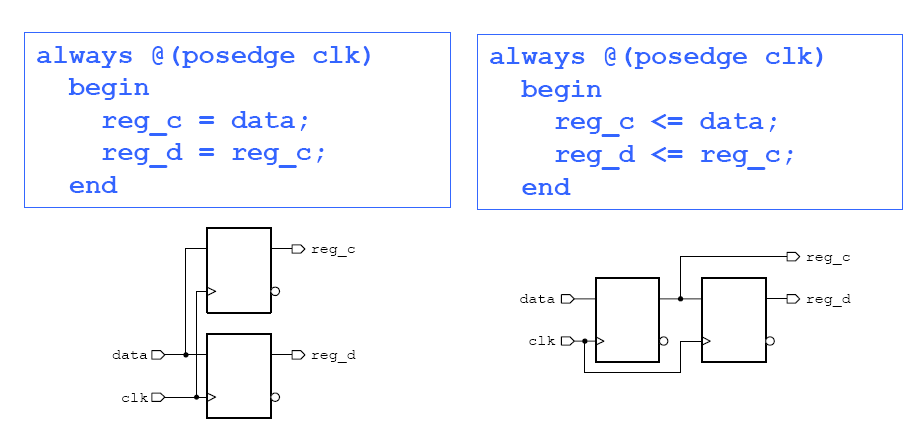 always @(posedge clk)
begin
reg_c = data;
reg_d = reg_c;
end
always @(posedge clk)
begin
reg_c <= data;
reg_d <= reg_c;
end
reg_c
data
reg_d
clk
reg_c
data
reg_d
clk